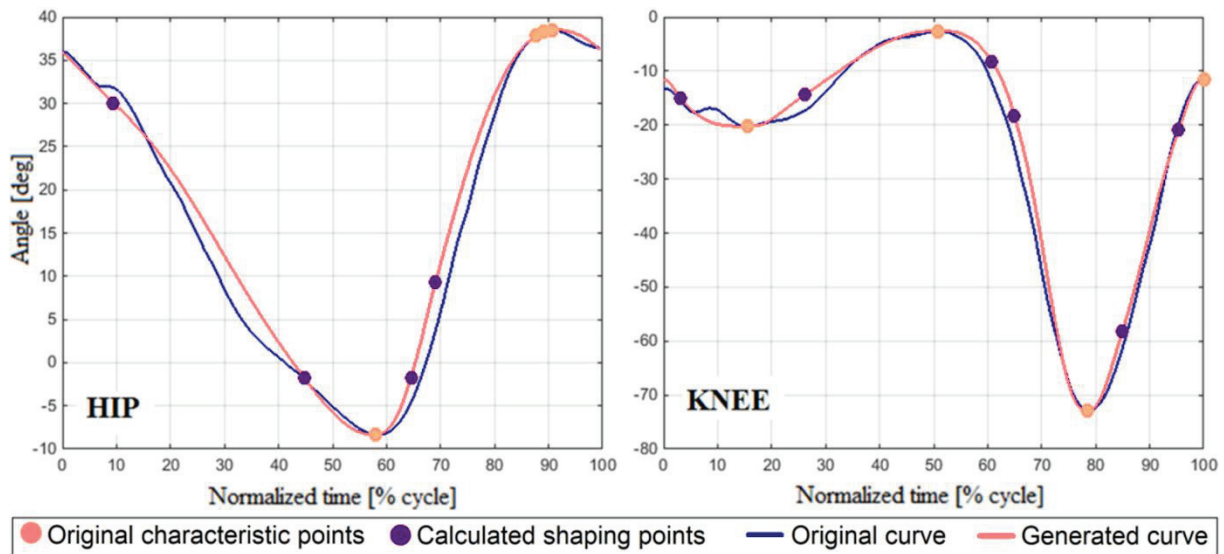 40
35
30
25
20
15
10
5
0
-5
-10
Angle [deg]
HIP
0 10 20 30 40 50 60 70 80 90 100
Normalized time [% cycle]
0
-10
-20
-30
-40
-50
-60
-70
-80
KNEE
0 10 20 30 40 50 60 70 80 90 100
Normalized time [% cycle]
Original characteristic points Calculated shaping points Original curve Generated curve